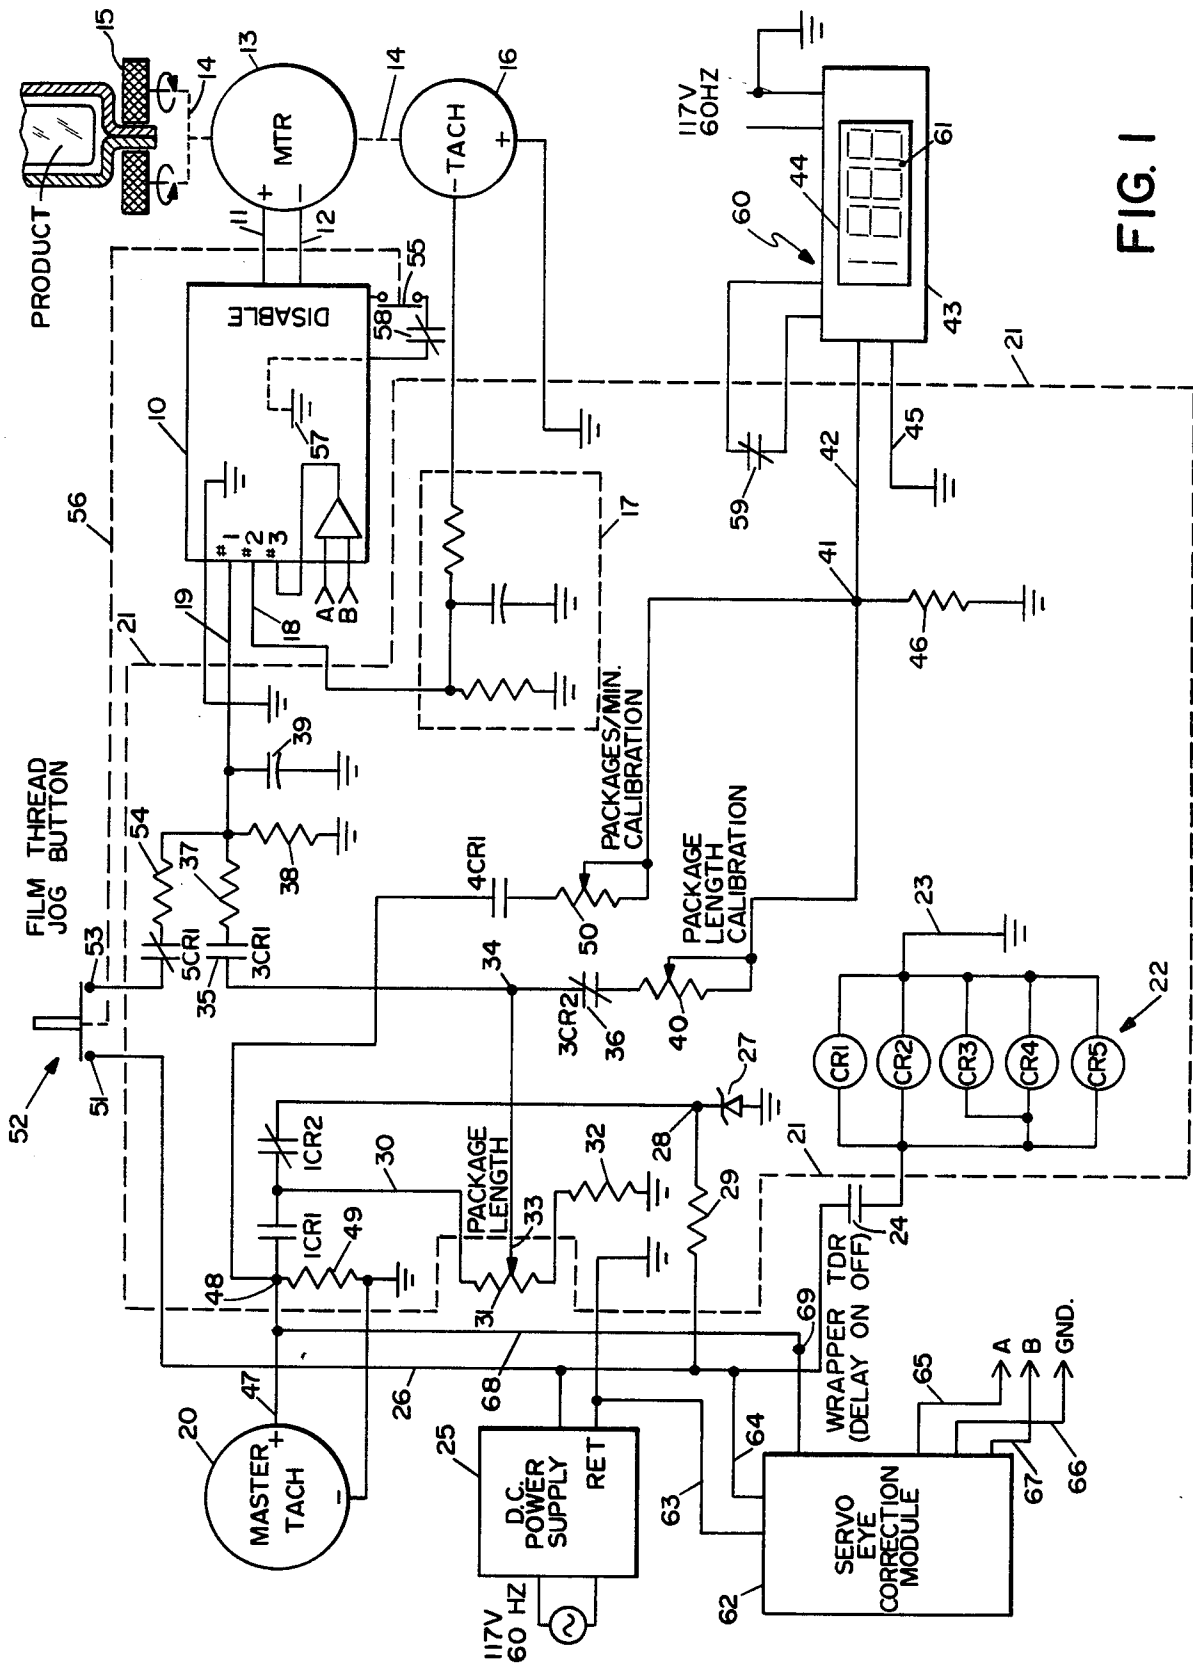 FILM THREAD
JOG BUTTON
PRODUCT
15
14
13
MTR
+
−
11
12
14
16
−TACH
+
56
10
DISABLE
55
58
57
#1
#2
#3
A
B
19
18
17
21
52
51
53
54
37
5CR1
3CR1
35
38
39
34
4CR1
50
PACKAGES/MIN.
CALIBRATION
3CR2
36
40
PACKAGE
LENGTH
CALIBRATION
1CR2
1CR1
30
49
48
PACKAGE
LENGTH
33
31
32
28
27
29
20
MASTER
TACH
+
−
47
26
68
25
D.C.
POWER
SUPPLY
RET
117V
60 HZ
63
64
69
WRAPPER TDR
(DELAY ON OFF)
24
21
62
SERVO
EYE
CORRECTION
MODULE
65
67
66
A
B
GND.
CR1
CR2
CR3
CR4
CR5
22
23
41
42
46
45
59
21
60
44
61
43
117V
60HZ
FIG. 1